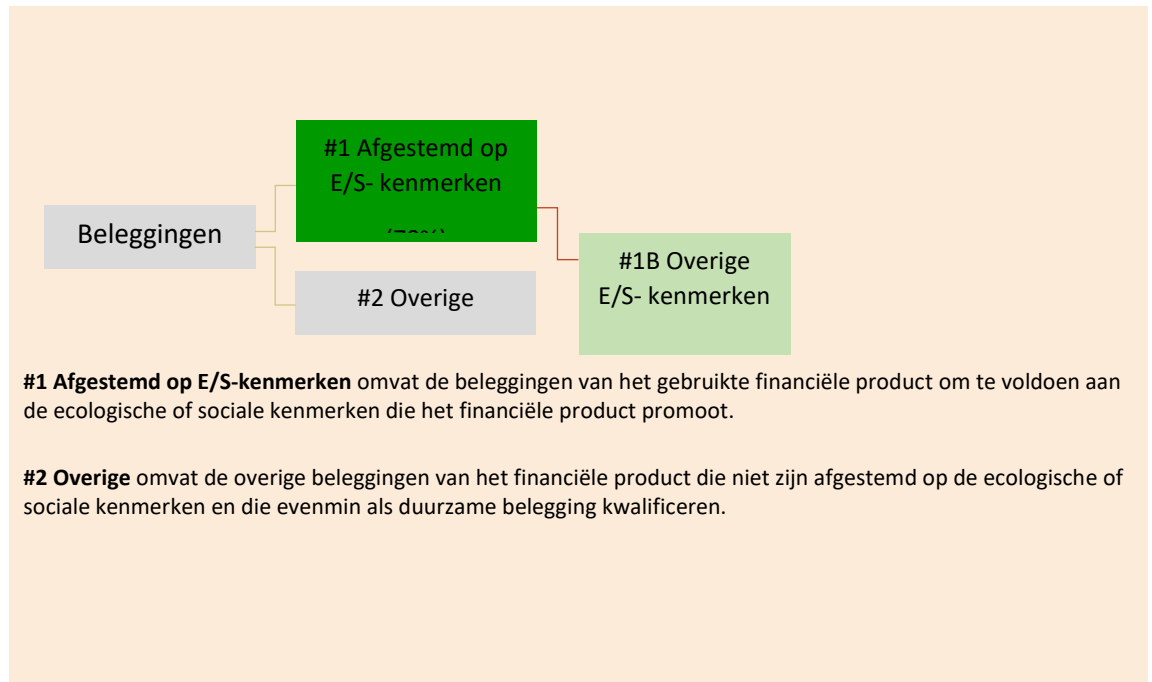 #1 Afgestemd op
E/S- kenmerken
Beleggingen
#2 Overige
#1B Overige
E/S- kenmerken
#1 Afgestemd op E/S-kenmerken omvat de beleggingen van het gebruikte financiële product om te voldoen aan
de ecologische of sociale kenmerken die het financiële product promoot.
#2 Overige omvat de overige beleggingen van het financiële product die niet zijn afgestemd op de ecologische of
sociale kenmerken en die evenmin als duurzame belegging kwalificeren.